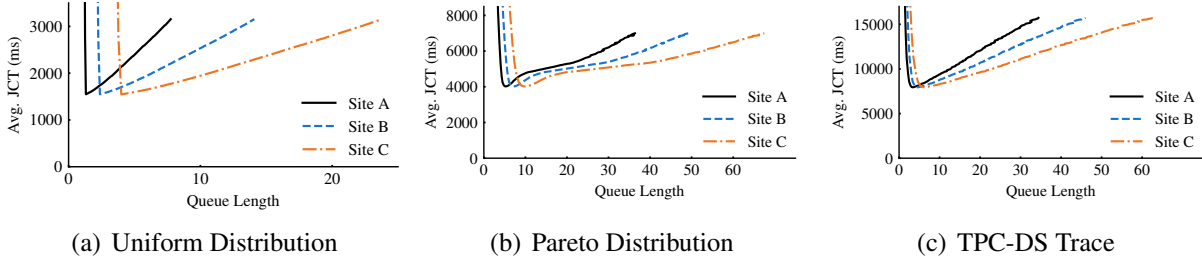 Avg. JCT (ms)
3000
2000
1000
0
0
10
20
Queue Length
Site A
Site B
Site C
(a) Uniform Distribution
Avg. JCT (ms)
8000
6000
4000
2000
0
0 10 20 30 40 50 60
Queue Length
Site A
Site B
Site C
(b) Pareto Distribution
Avg. JCT (ms)
15000
10000
5000
0
0 10 20 30 40 50 60
Queue Length
Site A
Site B
Site C
(c) TPC-DS Trace